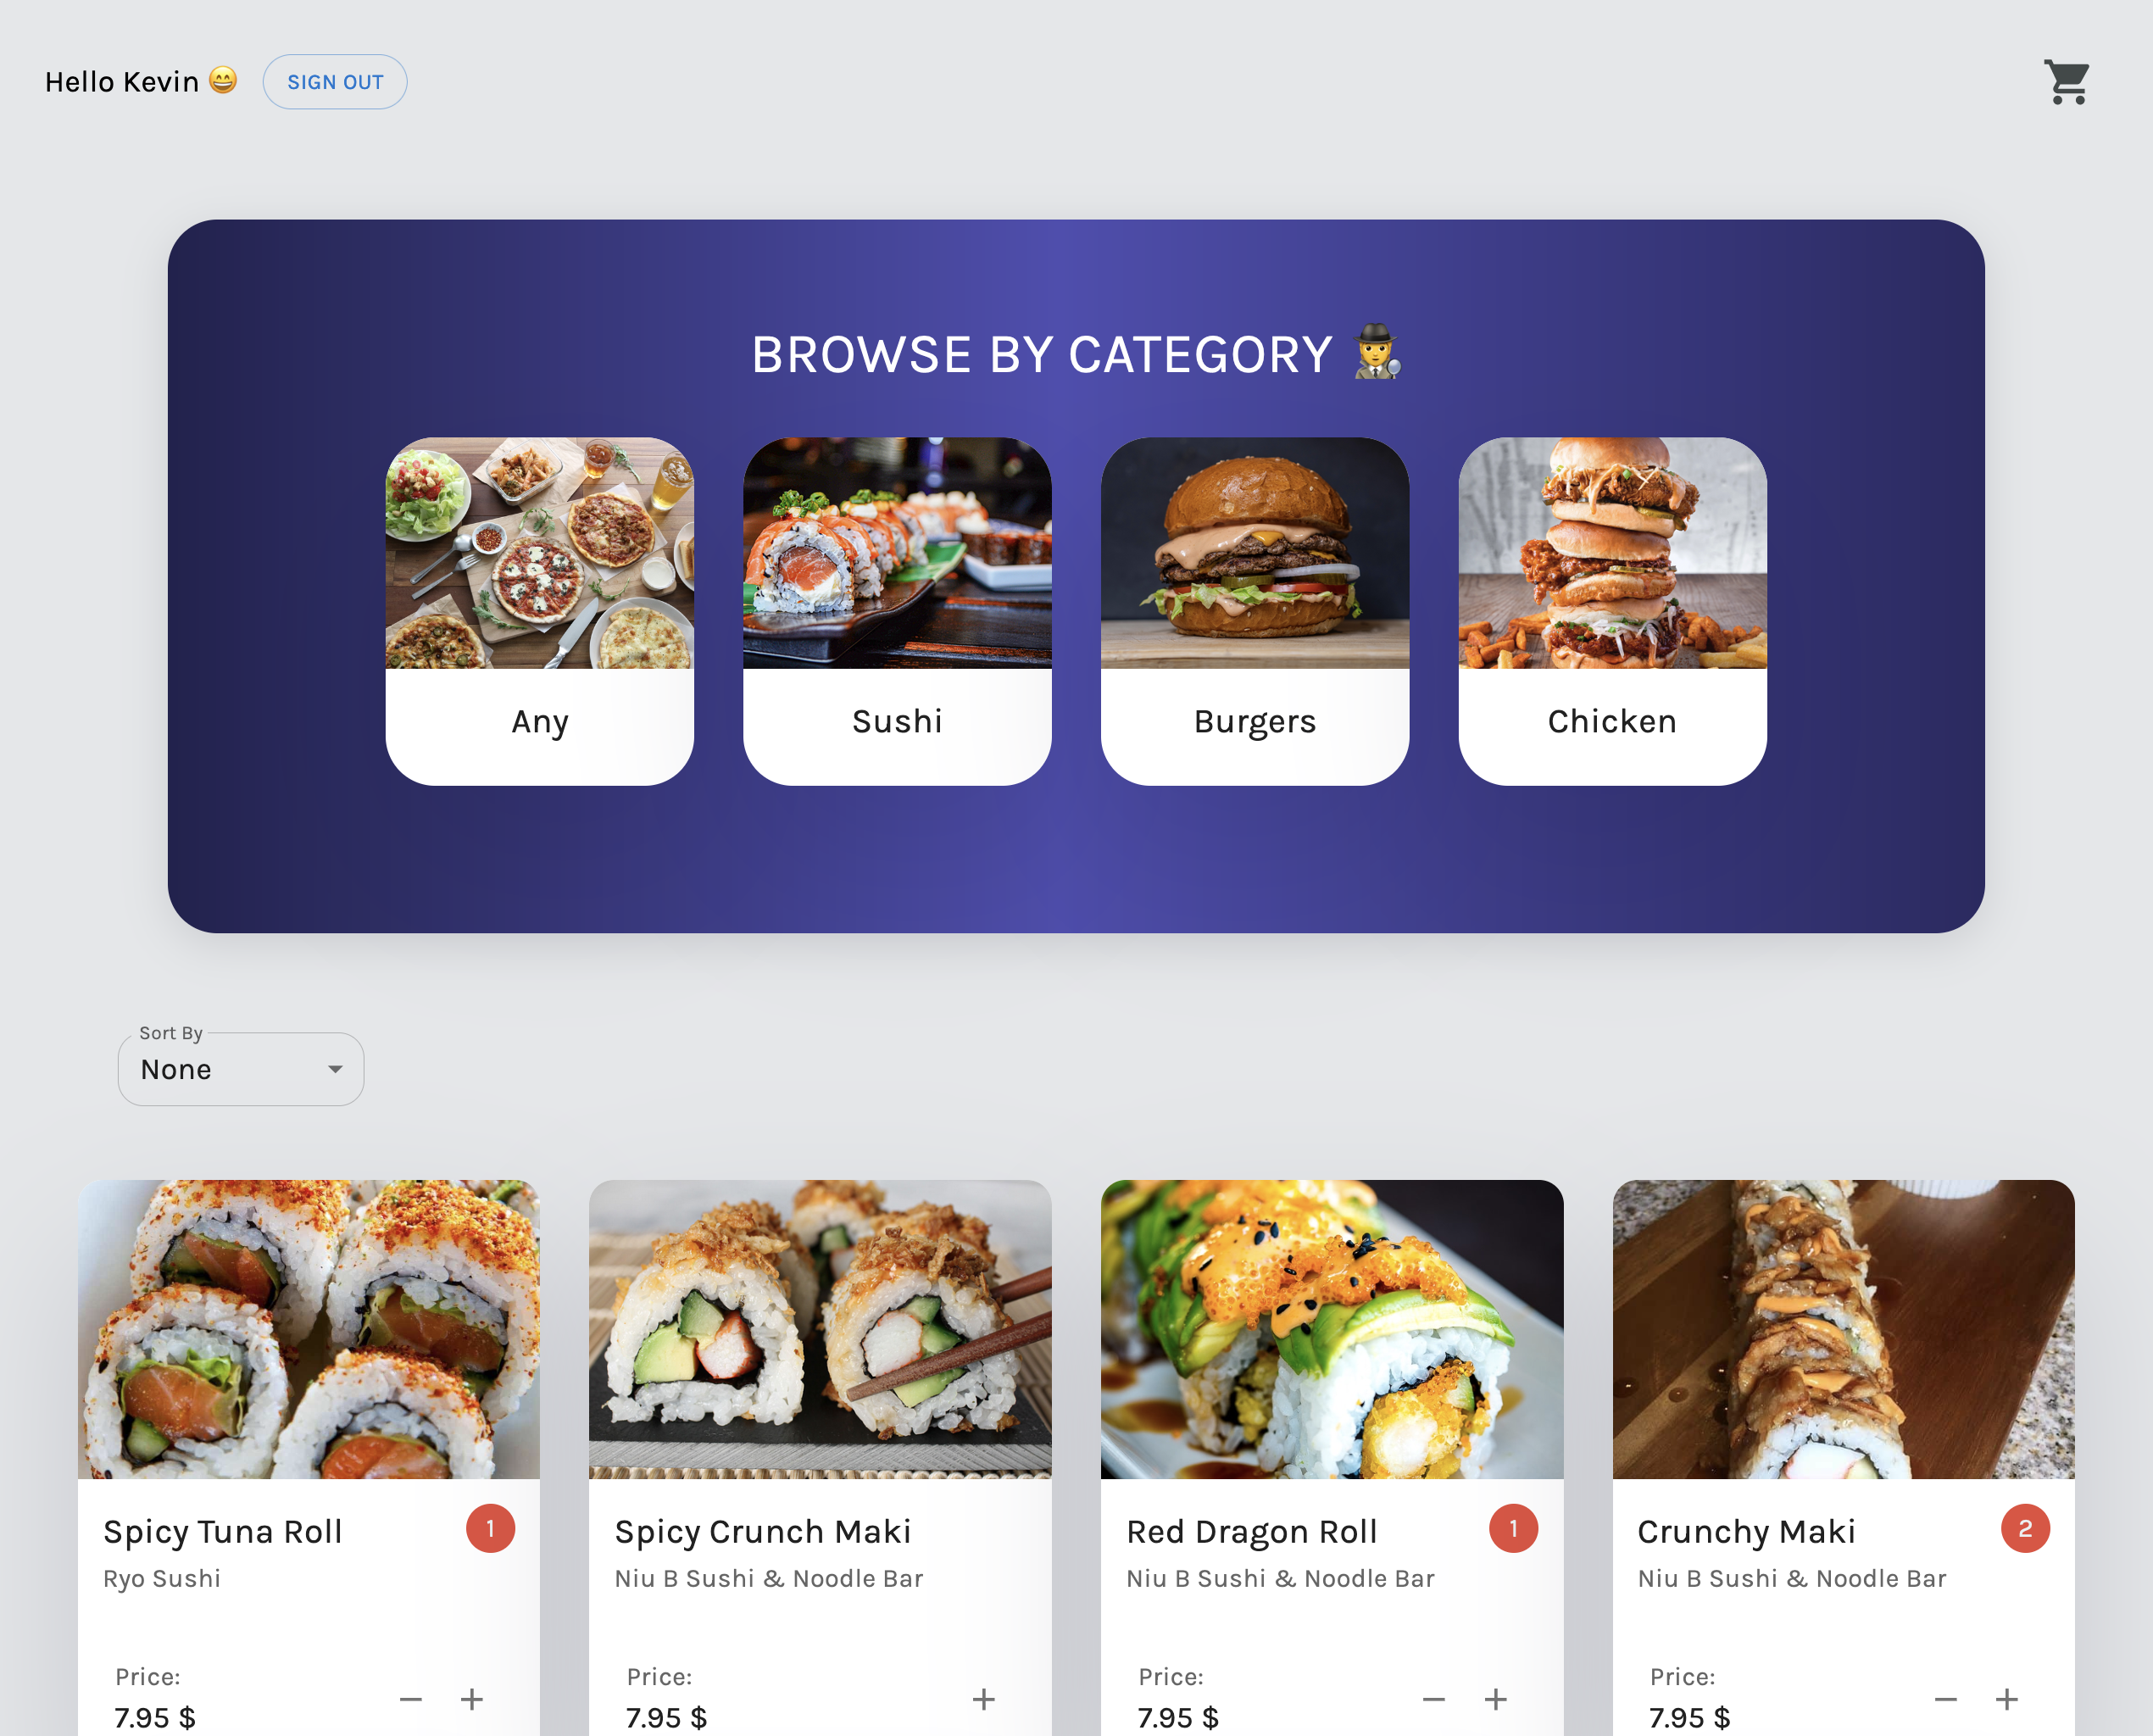 Hello Kevin 😄 SIGN OUT
BROWSE BY CATEGORY 🕵️
Any Sushi Burgers Chicken
Sort By
None
Spicy Tuna Roll 1
Ryo Sushi
Price:
7.95 $
Spicy Crunch Maki
Niu B Sushi & Noodle Bar
Price:
7.95 $
Red Dragon Roll 1
Niu B Sushi & Noodle Bar
Price:
7.95 $
Crunchy Maki 2
Niu B Sushi & Noodle Bar
Price:
7.95 $